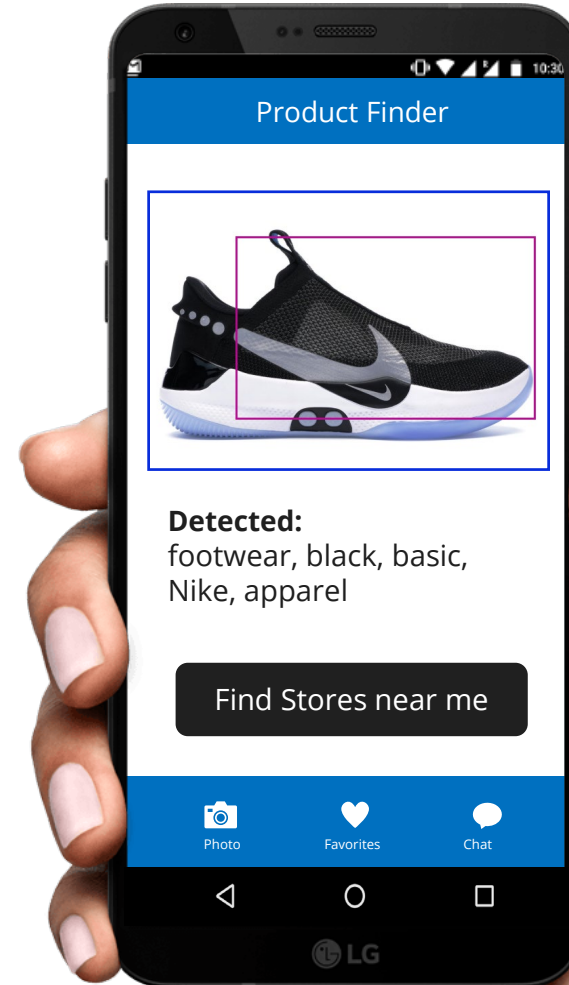 10:30
Product Finder
Detected:
footwear, black, basic,
Nike, apparel
Find Stores near me
Photo
Favorites
Chat
LG